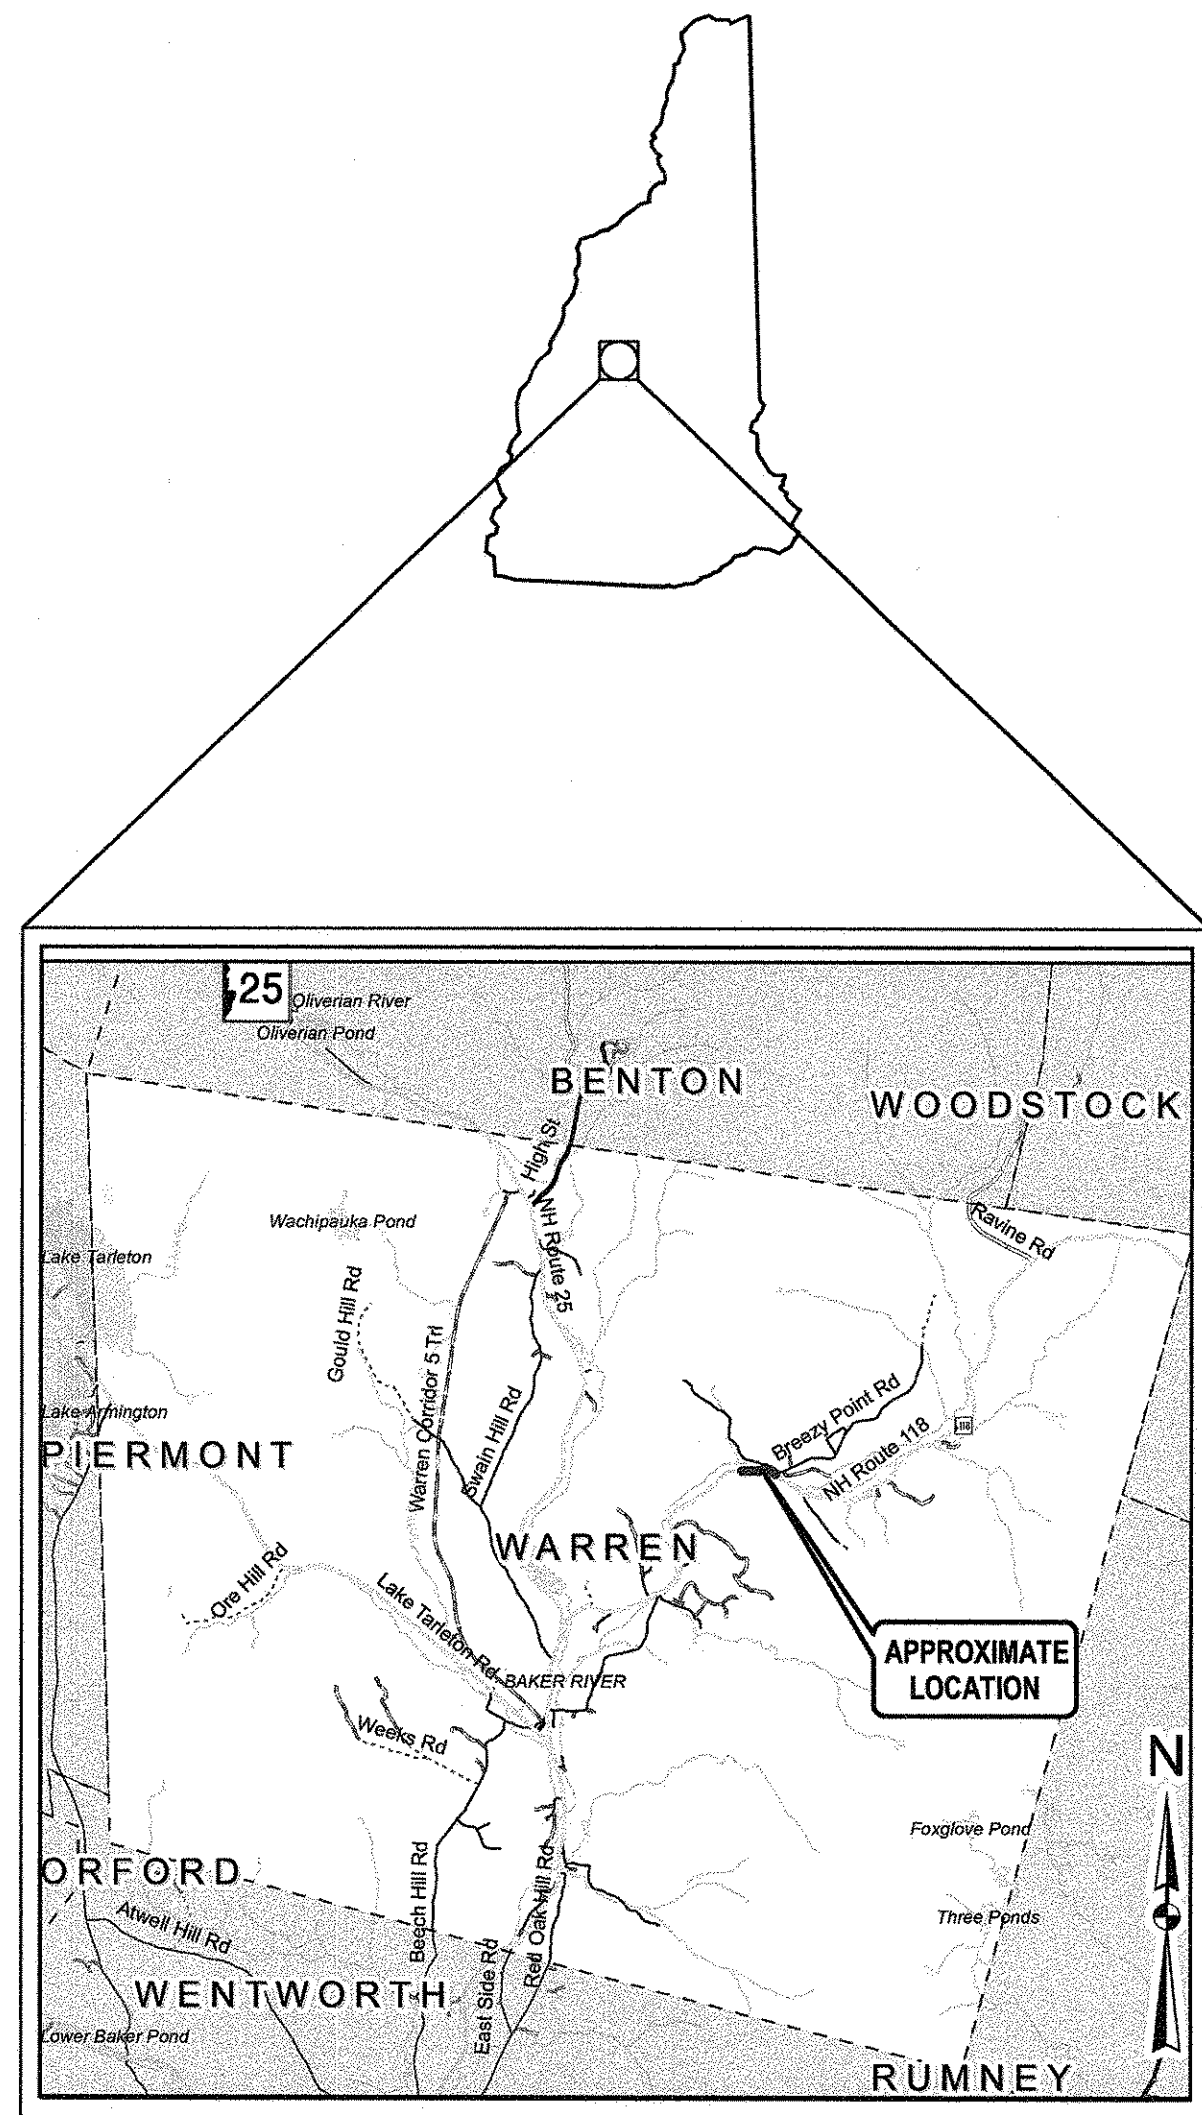 25
Oliverian River
Oliverian Pond
BENTON
WOODSTOCK
High St
Wachipauka Pond
NH Route 25
Ravine Rd
Lake Tarleton
Gould Hill Rd
Warren Corridor 5 Trl
Swain Hill Rd
Breezy Point Rd
Lake Armington
118
NH Route 118
PIERMONT
WARREN
Ore Hill Rd
Lake Tarleton Rd
APPROXIMATE
LOCATION
BAKER RIVER
Weeks Rd
N
Foxglove Pond
ORFORD
Beech Hill Rd
Red Oak Hill Rd
Atwell Hill Rd
Three Ponds
East Side Rd
WENTWORTH
Lower Baker Pond
RUMNEY